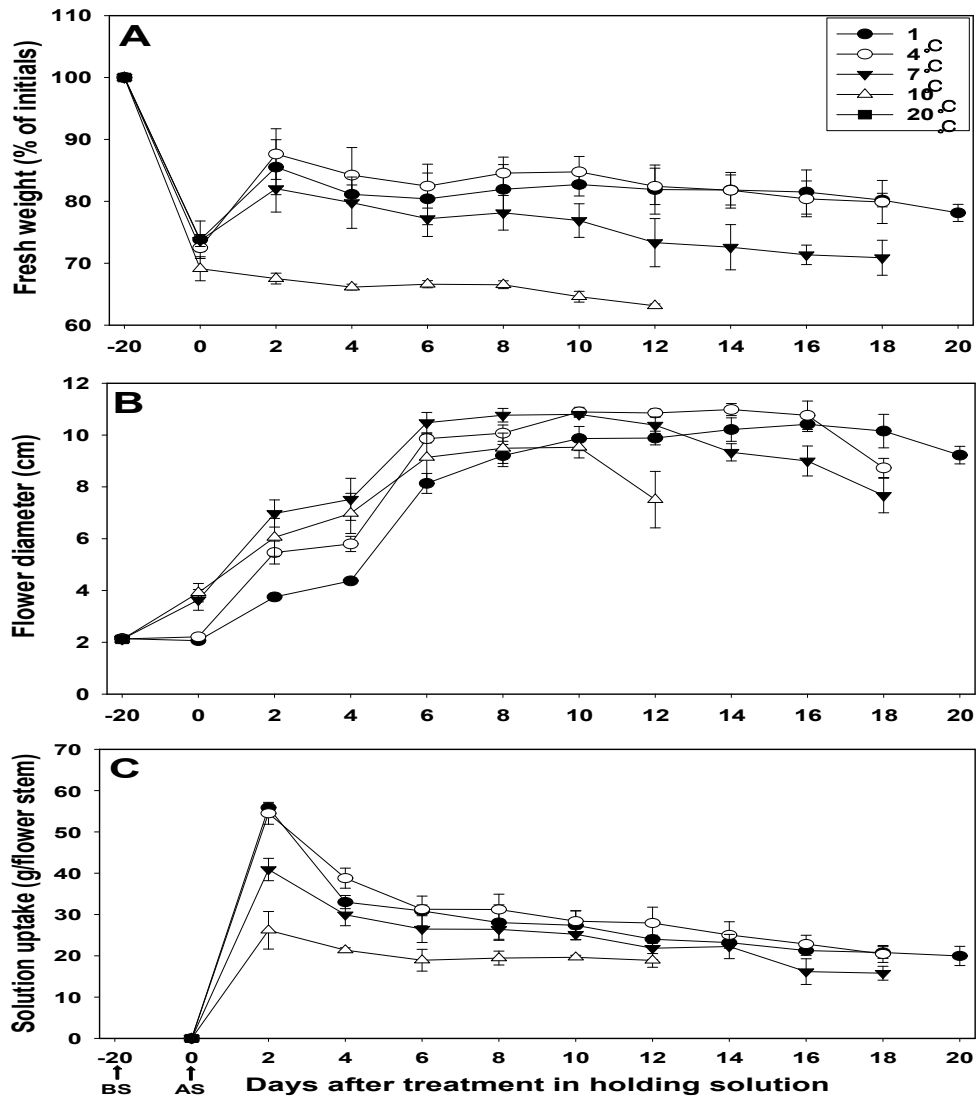 A
Fresh weight (% of initials)
110
100
90
80
70
60
1
4 °C
7 °C
10 °C
20 °C
°C
-20 0 2 4 6 8 10 12 14 16 18 20
B
Flower diameter (cm)
12
10
8
6
4
2
0
-20 0 2 4 6 8 10 12 14 16 18 20
C
Solution uptake (g/flower stem)
70
60
50
40
30
20
10
0
-20 0 2 4 6 8 10 12 14 16 18 20
BS AS Days after treatment in holding solution